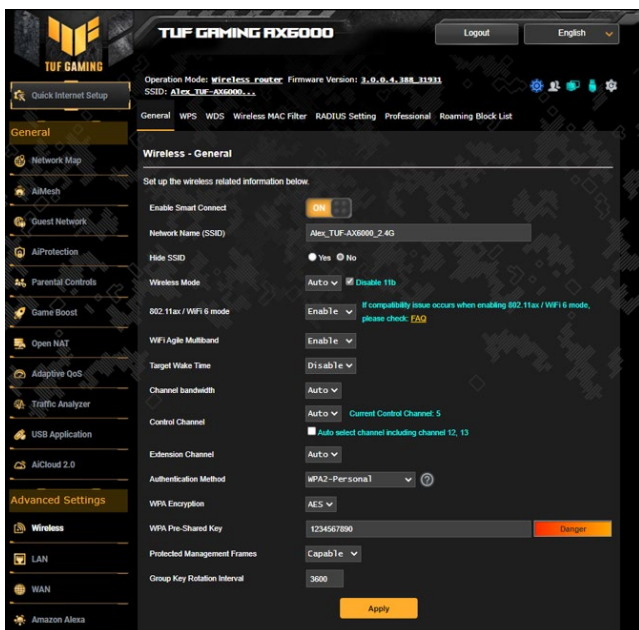 TUF GAMING
TUF GAMING AX6000
Logout
English
Quick Internet Setup
Operation Mode: Wireless router Firmware Version: 3.0.0.4.388_31931
SSID: Alex_TUF-AX6000...
General WPS WDS Wireless MAC Filter RADIUS Setting Professional Roaming Block List
General
Network Map
AiMesh
Guest Network
AiProtection
Parental Controls
Game Boost
Open NAT
Adaptive QoS
Traffic Analyzer
USB Application
AiCloud 2.0
Advanced Settings
Wireless
LAN
WAN
Amazon Alexa
Wireless - General
Set up the wireless related information below.
Enable Smart Connect ON
Network Name (SSID) Alex_TUF-AX6000_2.4G
Hide SSID Yes No
Wireless Mode Auto Disable 11b
802.11ax / WiFi 6 mode Enable If compatibility issue occurs when enabling 802.11ax / WiFi 6 mode,
please check: FAQ
WiFi Agile Multiband Enable
Target Wake Time Disable
Channel bandwidth Auto
Control Channel Auto Current Control Channel: 5
Auto select channel including channel 12, 13
Extension Channel Auto
Authentication Method WPA2-Personal ?
WPA Encryption AES
WPA Pre-Shared Key 1234567890 Danger
Protected Management Frames Capable
Group Key Rotation Interval 3600
Apply